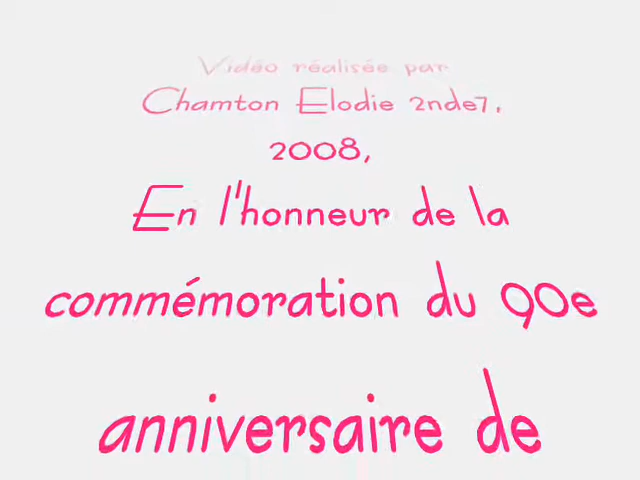 Vidéo réalisée par
Chamton Elodie 2nde7,
2008,
En l'honneur de la
commémoration du 90e
anniversaire de